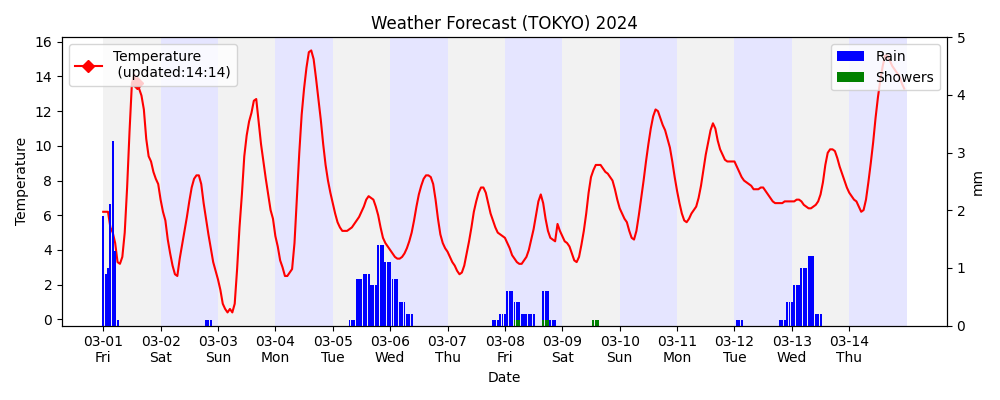 Weather Forecast (TOKYO) 2024
Temperature
(updated:14:14)
Rain
Showers
16
14
12
10
8
6
4
2
0
Temperature
5
4
3
2
1
0
mm
03-01 03-02 03-03 03-04 03-05 03-06 03-07 03-08 03-09 03-10 03-11 03-12 03-13 03-14
Fri Sat Sun Mon Tue Wed Thu Fri Sat Sun Mon Tue Wed Thu
Date